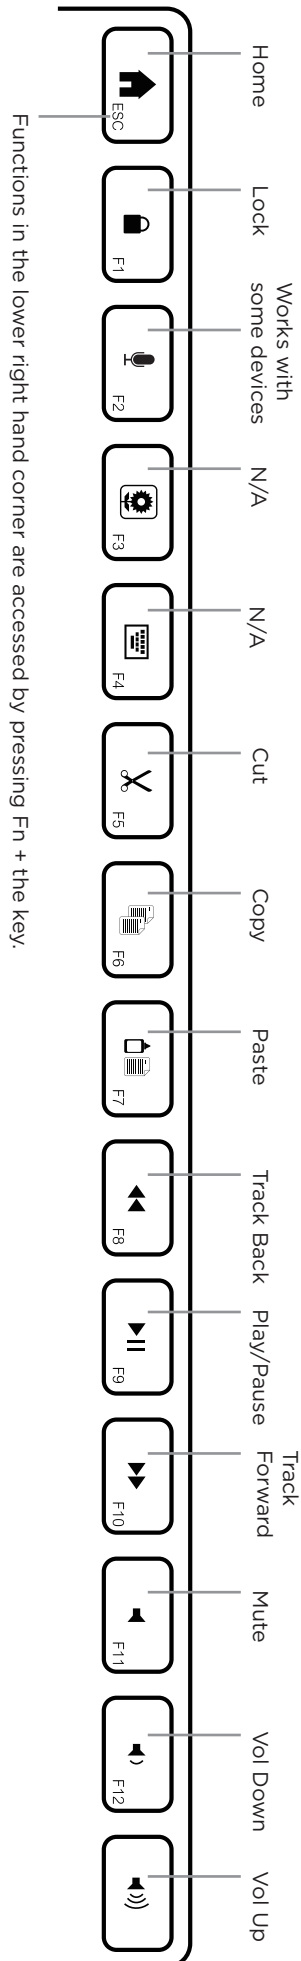 Home
Lock
Works with
some devices
N/A
N/A
Cut
Copy
Paste
Track Back
Play/Pause
Track
Forward
Mute
Vol Down
Vol Up
ESC
F1
F2
F3
F4
F5
F6
F7
F8
F9
F10
F11
F12
Functions in the lower right hand corner are accessed by pressing Fn + the key.